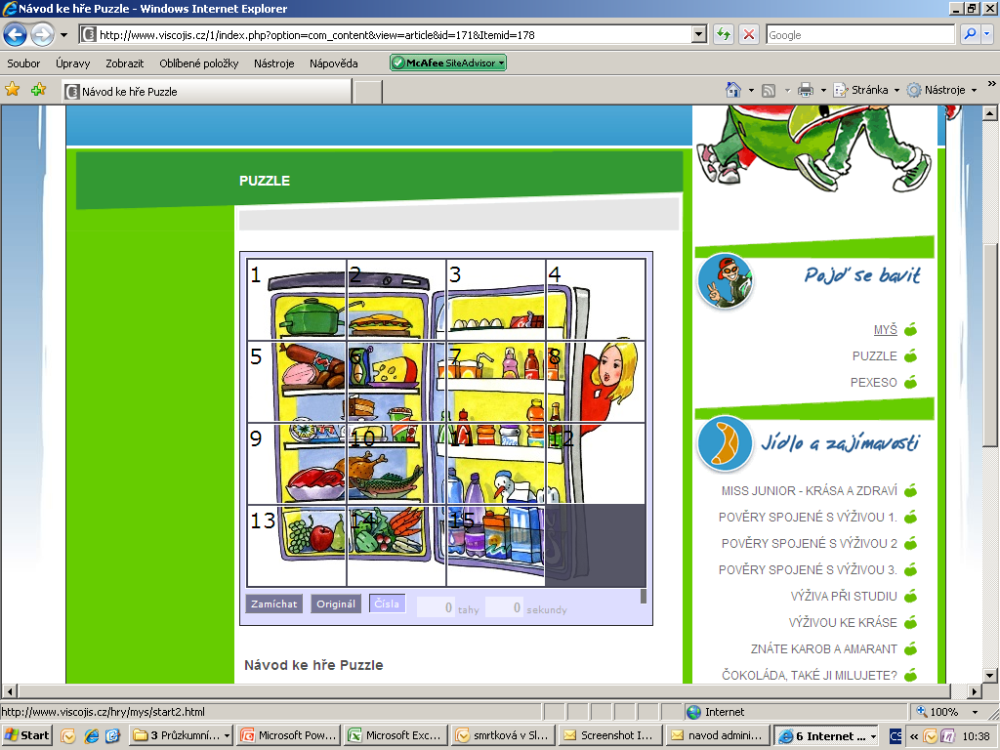 Návod ke hře Puzzle - Windows Internet Explorer
http://www.viscojis.cz/1/index.php?option=com_content&view=article&id=171&Itemid=178
Google
Soubor Úpravy Zobrazit Oblíbené položky Nástroje Nápověda McAfee SiteAdvisor
Návod ke hře Puzzle
Stránka Nástroje »
PUZZLE
1 2 3 4
5 6 7 8
9 10 11 12
13 14 15
Zamíchat Originál Čísla 0 tahy 0 sekundy
Návod ke hře Puzzle
Pojď se bavit
MYŠ
PUZZLE
PEXESO
Jídlo a zajímavosti
MISS JUNIOR - KRÁSA A ZDRAVÍ
POVĚRY SPOJENÉ S VÝŽIVOU 1.
POVĚRY SPOJENÉ S VÝŽIVOU 2
POVĚRY SPOJENÉ S VÝŽIVOU 3.
VÝŽIVA PŘI STUDIU
VÝŽIVOU KE KRÁSE
ZNÁTE KAROB A AMARANT
ČOKOLÁDA, TAKÉ JI MILUJETE?
http://www.viscojis.cz/hry/mys/start2.html Internet 100%
Start 3 Průzkumní... Microsoft Pow... Microsoft Exc... smrtková v Sl... Screenshot I... navod admini... 6 Internet ... CS « 10:38